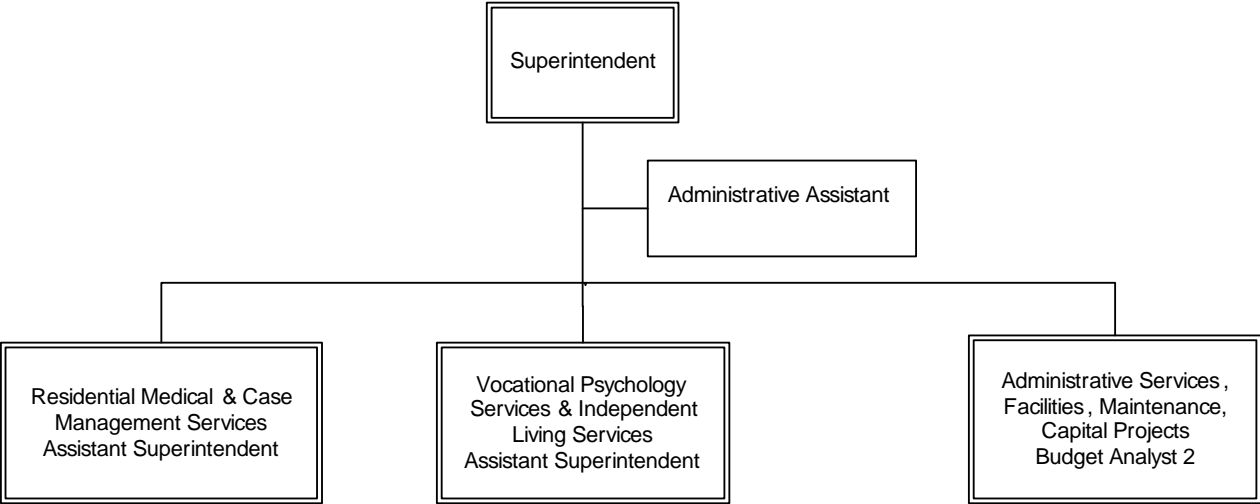 Superintendent
Administrative Assistant
Residential Medical & Case
Management Services
Assistant Superintendent
Vocational Psychology
Services & Independent
Living Services
Assistant Superintendent
Administrative Services,
Facilities, Maintenance,
Capital Projects
Budget Analyst 2